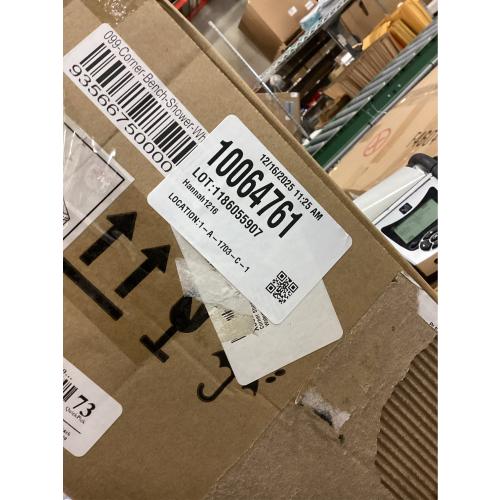 099-Corner-Bench-Shower-Wh
93566750000
12/16/2025 11:25 AM
10064761
LOT:1186055907
Hannah1216
LOCATION:1-A-1703-C-1
73